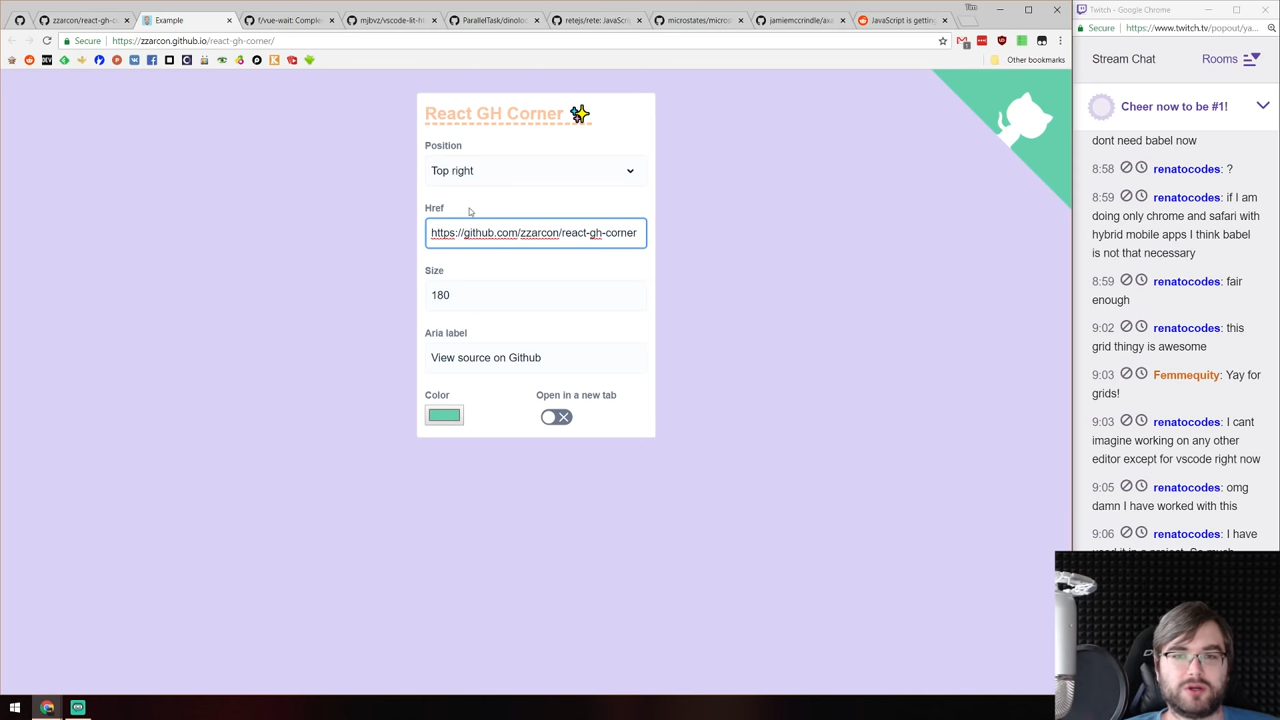 zzarcon/react-gh-c
Example
f/vue-wait: Comple
mjbvz/vscode-lit-h
ParallelTask/dinoloc
retejs/rete: JavaScri
microstates/micros
jamiemccrindle/axa
JavaScript is gettin
Tim
Twitch - Google Chrome
Secure
https://zzarcon.github.io/react-gh-corner/
Secure
https://www.twitch.tv/popout/ya...
Other bookmarks
Stream Chat
Rooms
Cheer now to be #1!
dont need babel now
8:58 renatocodes: ?
8:59 renatocodes: if I am
doing only chrome and safari with
hybrid mobile apps I think babel
is not that necessary
8:59 renatocodes: fair
enough
9:02 renatocodes: this
grid thingy is awesome
9:03 Femmequity: Yay for
grids!
9:03 renatocodes: I cant
imagine working on any other
editor except for vscode right now
9:05 renatocodes: omg
damn I have worked with this
9:06 renatocodes: I have
React GH Corner
Position
Top right
Href
https://github.com/zzarcon/react-gh-corner
Size
180
Aria label
View source on Github
Color
Open in a new tab